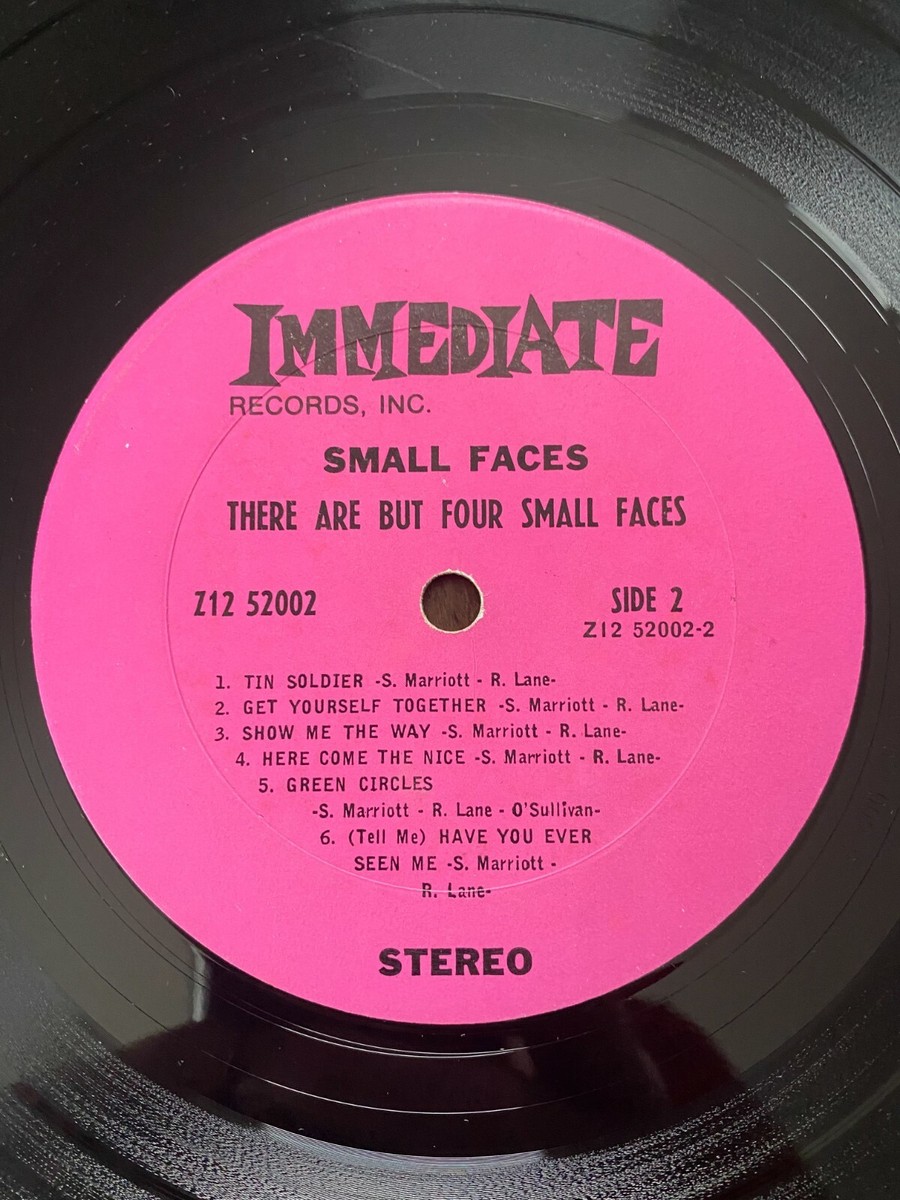 IMMEDIATE
RECORDS, INC.
SMALL FACES
THERE ARE BUT FOUR SMALL FACES
Z12 52002
SIDE 2
Z12 52002-2
1. TIN SOLDIER -S. Marriott - R. Lane-
2. GET YOURSELF TOGETHER -S. Marriott - R. Lane-
3. SHOW ME THE WAY -S. Marriott - R. Lane-
4. HERE COME THE NICE -S. Marriott - R. Lane-
5. GREEN CIRCLES
-S. Marriott - R. Lane - O'Sullivan-
6. (Tell Me) HAVE YOU EVER
SEEN ME -S. Marriott -
R. Lane-
STEREO